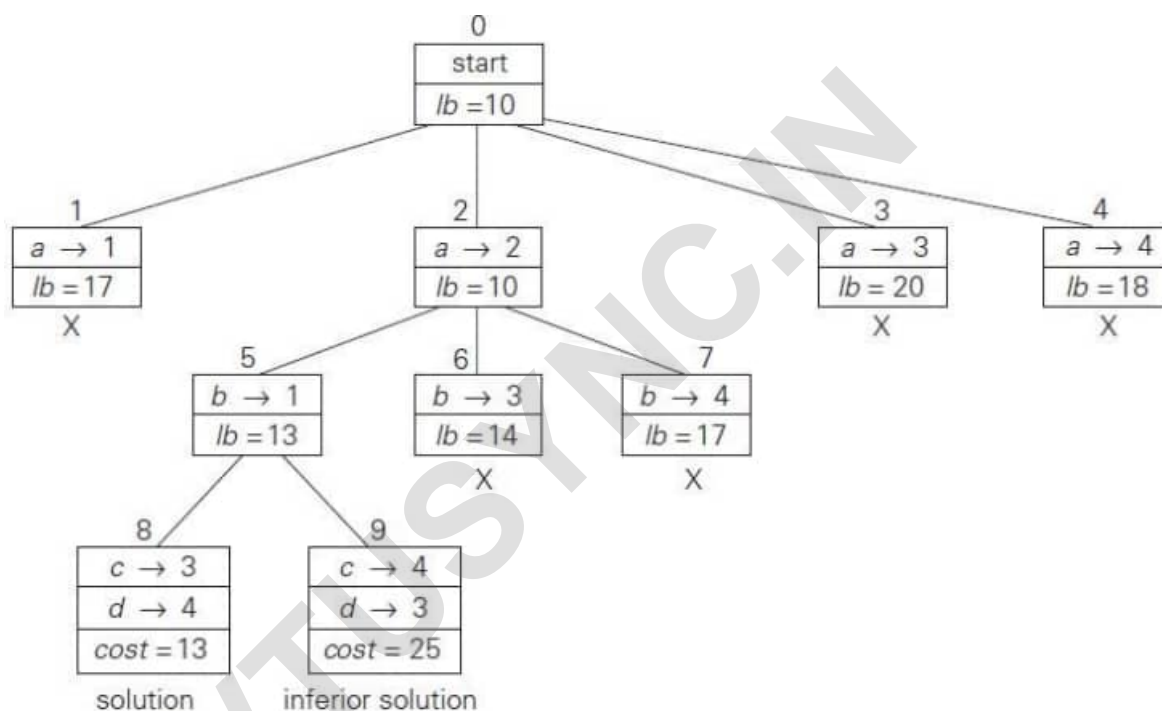 0
start
lb = 10
1
2
3
4
a → 1
a → 2
a → 3
a → 4
lb = 17
lb = 10
lb = 20
lb = 18
X
X
X
5
6
7
b → 1
b → 3
b → 4
lb = 13
lb = 14
lb = 17
X
X
8
9
c → 3
c → 4
d → 4
d → 3
cost = 13
cost = 25
solution
inferior solution
VTUSYNC.IN